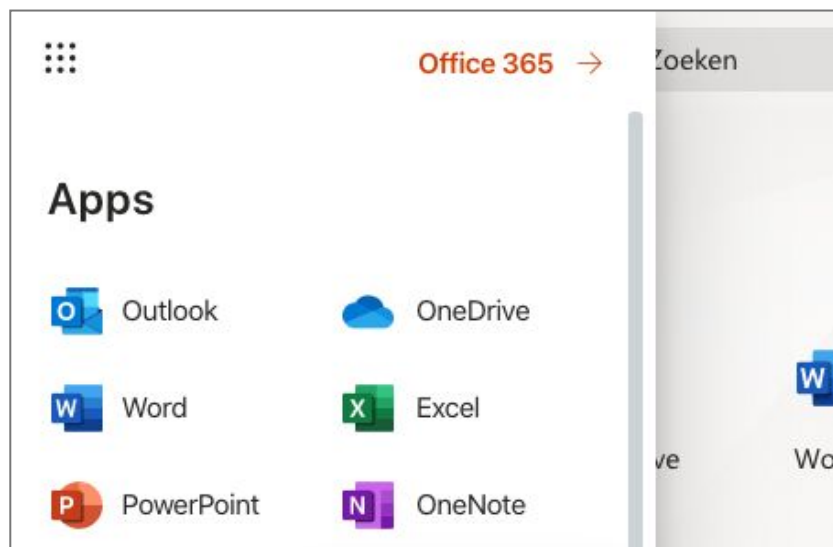 Office 365 →
Zoeken
Apps
Outlook OneDrive
Word Excel
PowerPoint OneNote